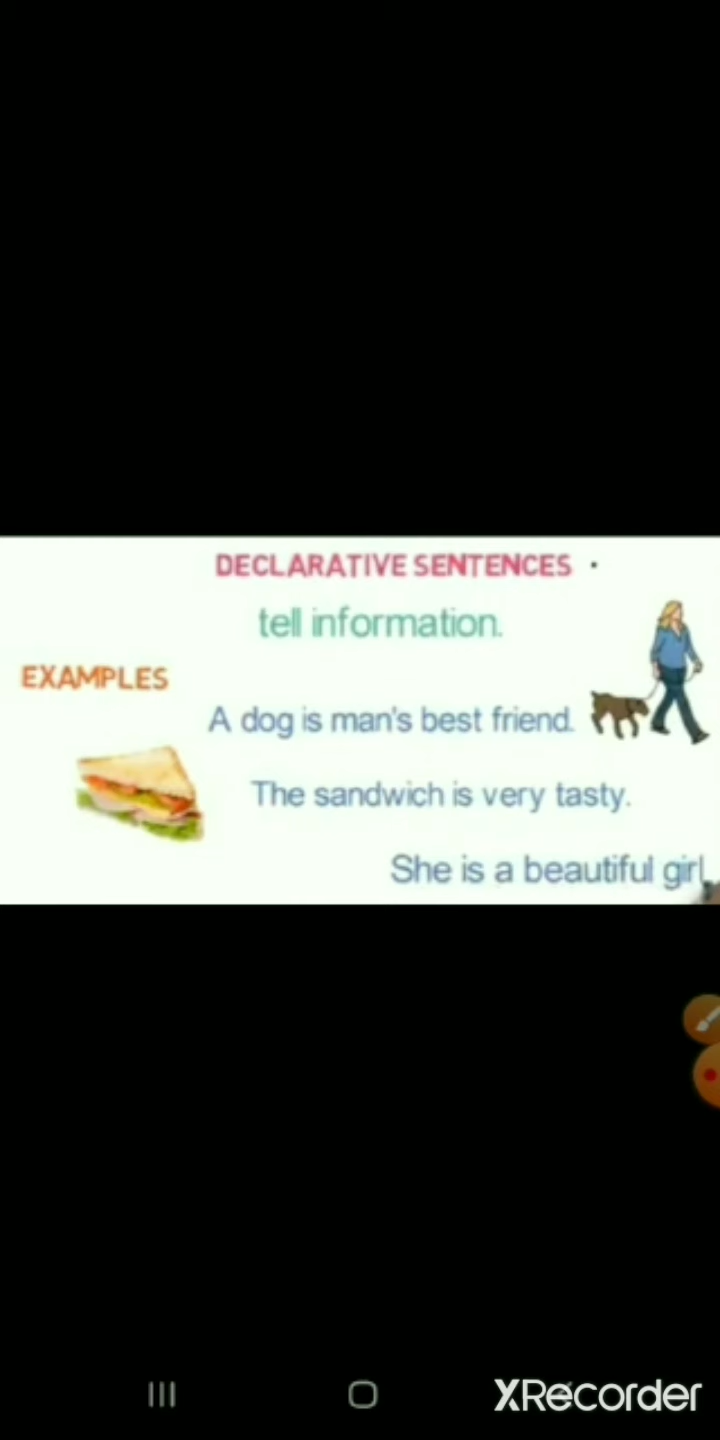 DECLARATIVE SENTENCES
tell information.
EXAMPLES
A dog is man's best friend.
The sandwich is very tasty.
She is a beautiful girl.
XRecorder